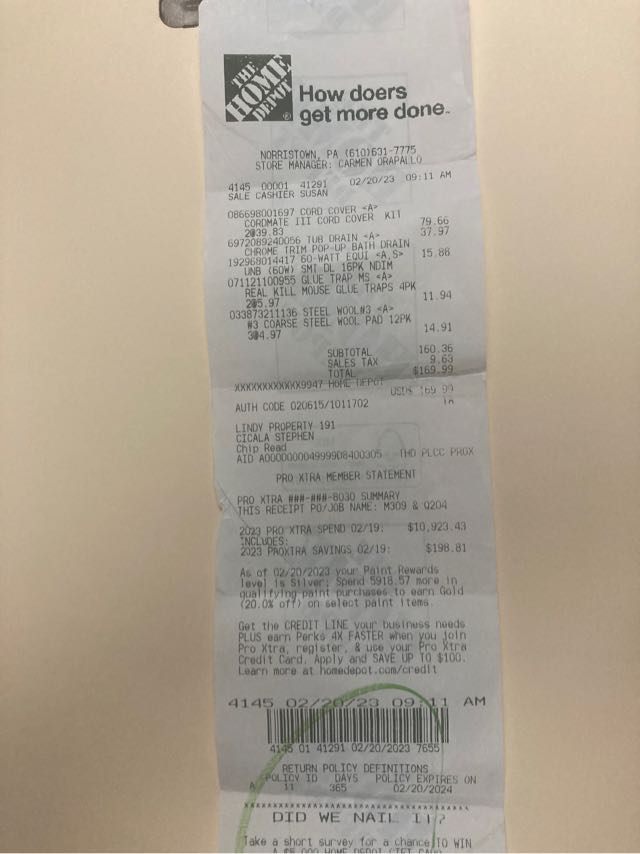 THE
HOME
DEPOT
®
How doers
get more done™
NORRISTOWN, PA (610)631-7775
STORE MANAGER: CARMEN ORAPALLO
4145 00001 41291 02/20/23 09:11 AM
SALE CASHIER SUSAN
086698001697 CORD COVER <A>
CORDMATE III CORD COVER KIT
2@39.83 79.66
6972089240056 TUB DRAIN <A> 37.97
CHROME TRIM POP-UP BATH DRAIN
192968014417 60-WATT EQUI <A,S> 15.88
UNB (60W) SMT DL 16PK NDIM
071121100955 GLUE TRAP MS <A>
REAL KILL MOUSE GLUE TRAPS 4PK
2@5.97 11.94
033873211136 STEEL WOOL#3 <A>
#3 COARSE STEEL WOOL PAD 12PK
3@4.97 14.91
SUBTOTAL 160.36
SALES TAX 9.63
TOTAL $169.99
XXXXXXXXXXXX9947 HOME DEPOT
USD$ 169.99
AUTH CODE 020615/1011702 TA
LINDY PROPERTY 191
CICALA STEPHEN
Chip Read
AID A0000000049999D8400305 THD PLCC PROX
PRO XTRA MEMBER STATEMENT
PRO XTRA ###-###-8030 SUMMARY
THIS RECEIPT PO/JOB NAME: M309 & Q204
2023 PRO XTRA SPEND 02/19: $10,923.43
INCLUDES:
2023 PROXTRA SAVINGS 02/19: $198.81
As of 02/20/2023 your Paint Rewards
level is Silver; Spend 5918.57 more in
qualifying paint purchases to earn Gold
(20.0% off) on select paint items.
Get the CREDIT LINE your business needs
PLUS earn Perks 4X FASTER when you join
Pro Xtra, register, & use your Pro Xtra
Credit Card. Apply and SAVE UP TO $100.
Learn more at homedepot.com/credit
4145 02/20/23 09:11 AM
4145 01 41291 02/20/2023 7655
RETURN POLICY DEFINITIONS
POLICY ID DAYS POLICY EXPIRES ON
A 11 365 02/20/2024
DID WE NAIL IT?
Take a short survey for a chance TO WIN
A $5,000 HOME DEPOT GIFT CARD